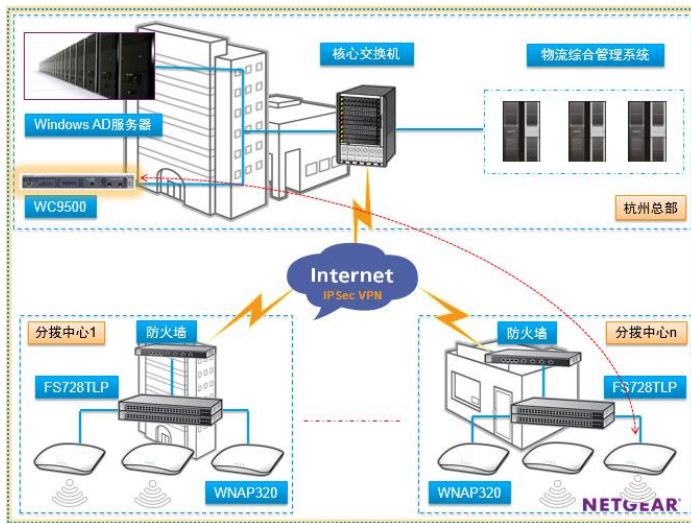 核心交换机
物流综合管理系统
Windows AD服务器
WC9500
杭州总部
Internet
IPSec VPN
分拨中心1
防火墙
FS728TLP
WNAP320
防火墙
分拨中心n
FS728TLP
WNAP320
NETGEAR®